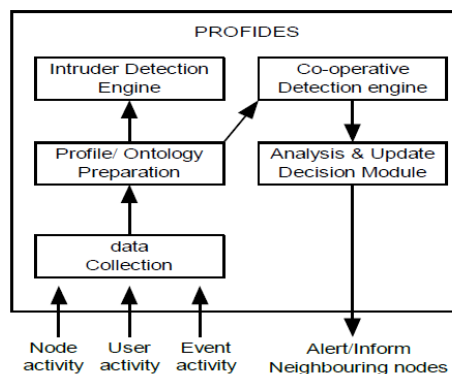 PROFIDES
Intruder Detection
Engine
Co-operative
Detection engine
Profile/ Ontology
Preparation
Analysis & Update
Decision Module
data
Collection
Node
activity
User
activity
Event
activity
Alert/Inform
Neighbouring nodes